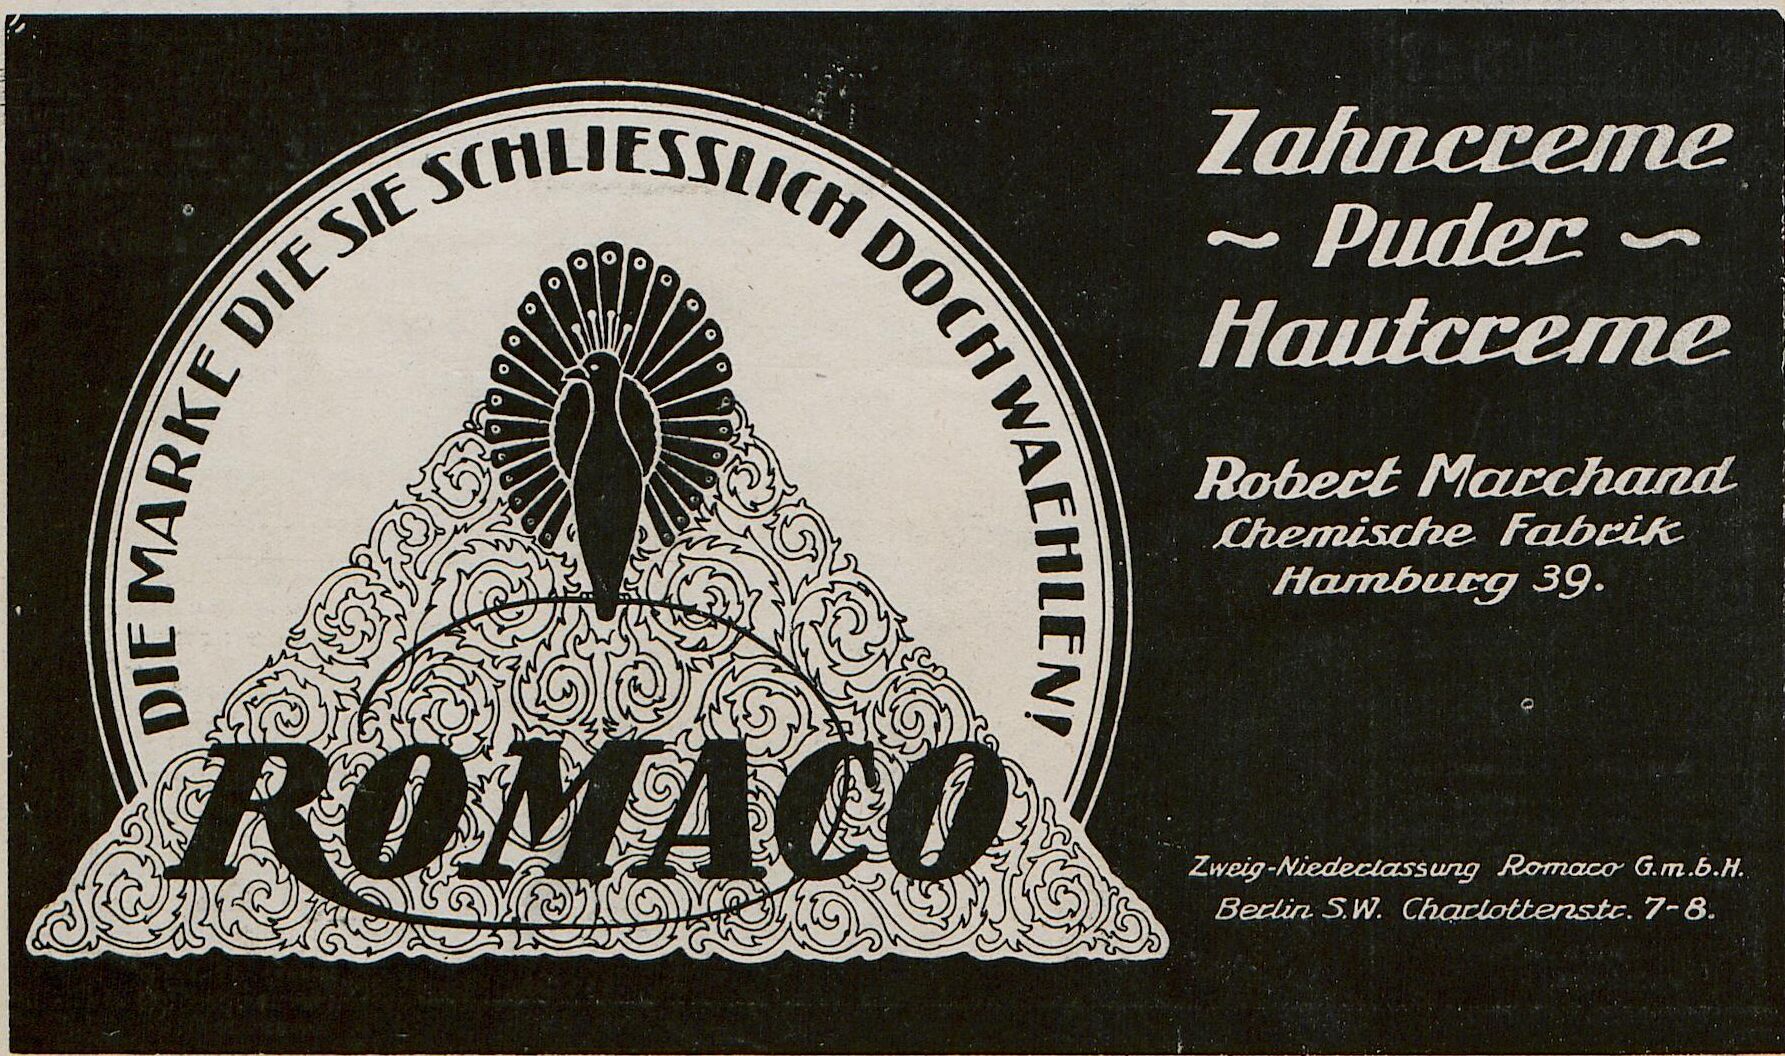 DIE MARKE DIE SIE SCHLIESSLICH DOCH WAEHLEN!
ROMACO
Zahncreme
~ Puder ~
Hautcreme
Robert Marchand
Chemische Fabrik
Hamburg 39.
Zweig-Niederlassung Romaco G.m.b.H.
Berlin S.W. Charlottenstr. 7-8.